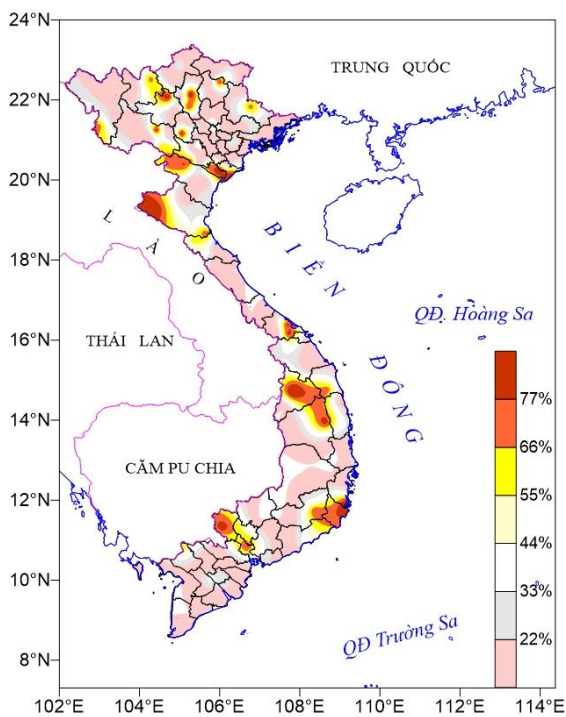 24°N
22°N
20°N
18°N
16°N
14°N
12°N
10°N
8°N
TRUNG QUỐC
LÀO
BIỂN ĐÔNG
QĐ. Hoàng Sa
THÁI LAN
CĂM PU CHIA
QĐ Trường Sa
77%
66%
55%
44%
33%
22%
102°E 104°E 106°E 108°E 110°E 112°E 114°E